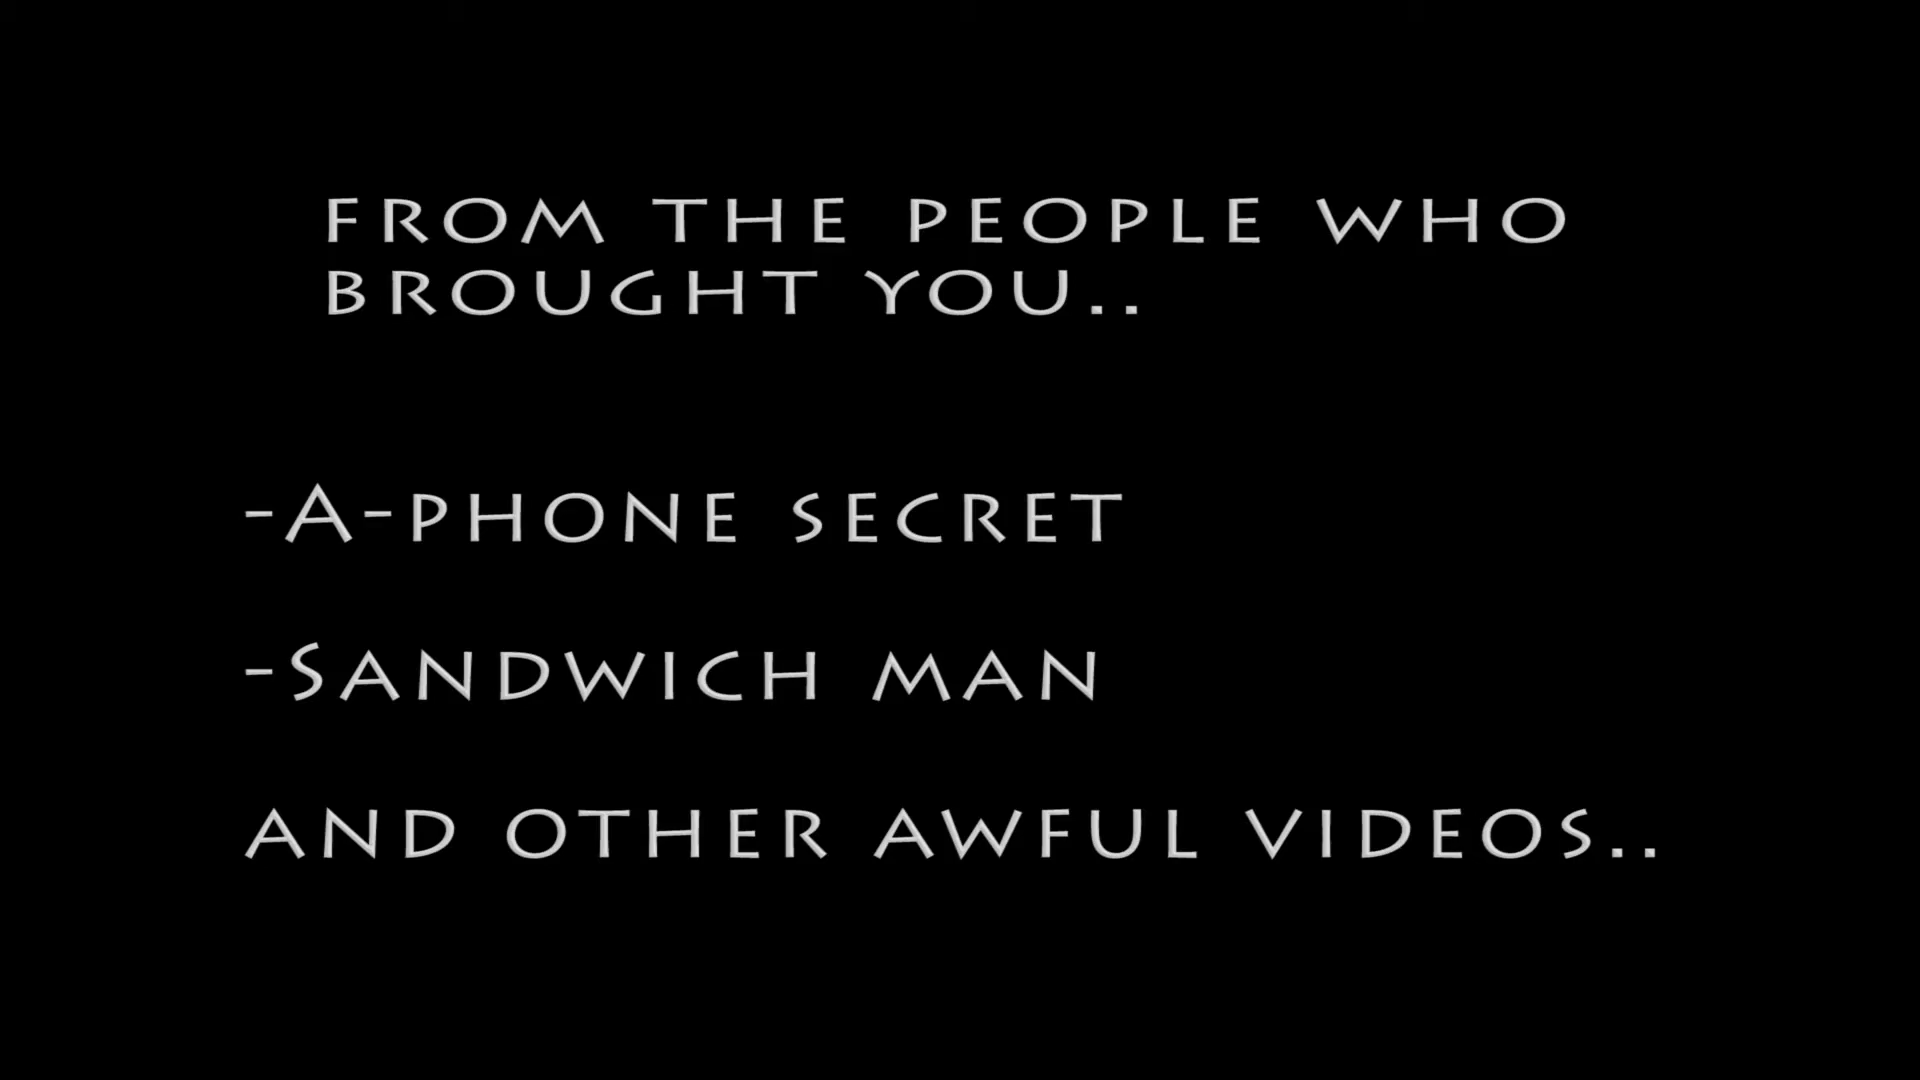 FROM THE PEOPLE WHO
BROUGHT YOU..
-A-PHONE SECRET
-SANDWICH MAN
AND OTHER AWFUL VIDEOS..